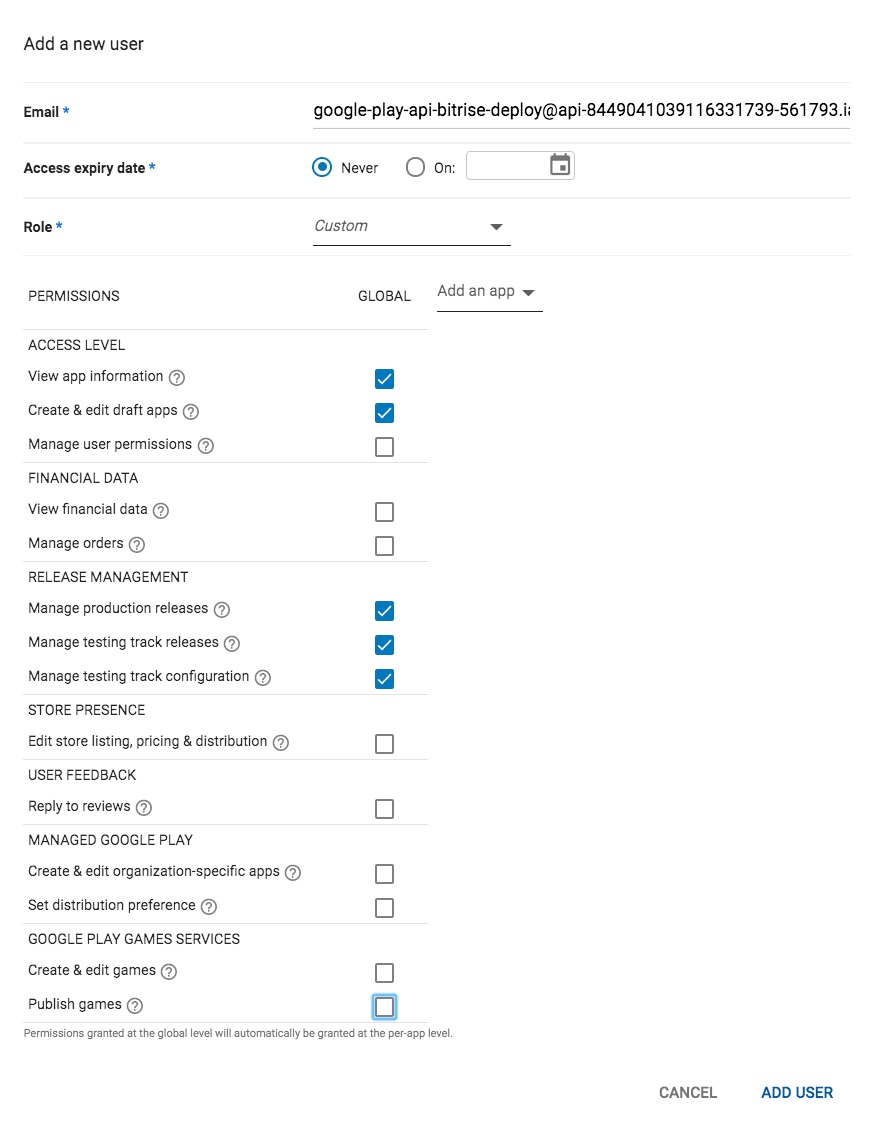 Add a new user
Email *
google-play-api-bitrise-deploy@api-8449041039116331739-561793.ia
Access expiry date *
Never
On:
Role *
Custom
PERMISSIONS
GLOBAL
Add an app
ACCESS LEVEL
View app information ?
Create & edit draft apps ?
Manage user permissions ?
FINANCIAL DATA
View financial data ?
Manage orders ?
RELEASE MANAGEMENT
Manage production releases ?
Manage testing track releases ?
Manage testing track configuration ?
STORE PRESENCE
Edit store listing, pricing & distribution ?
USER FEEDBACK
Reply to reviews ?
MANAGED GOOGLE PLAY
Create & edit organization-specific apps ?
Set distribution preference ?
GOOGLE PLAY GAMES SERVICES
Create & edit games ?
Publish games ?
Permissions granted at the global level will automatically be granted at the per-app level.
CANCEL
ADD USER